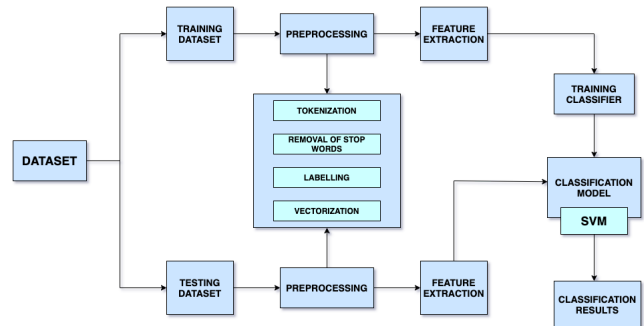 TRAINING
DATASET
PREPROCESSING
FEATURE
EXTRACTION
TRAINING
CLASSIFIER
TOKENIZATION
REMOVAL OF STOP
WORDS
LABELLING
VECTORIZATION
DATASET
CLASSIFICATION
MODEL
SVM
TESTING
DATASET
PREPROCESSING
FEATURE
EXTRACTION
CLASSIFICATION
RESULTS